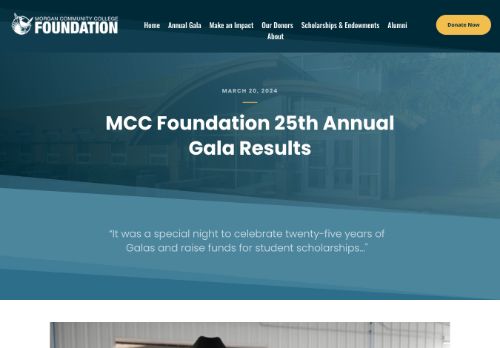 MORGAN COMMUNITY COLLEGE
FOUNDATION
Home Annual Gala Make an Impact Our Donors Scholarships & Endowments Alumni
About
Donate Now
MARCH 20, 2024
MCC Foundation 25th Annual
Gala Results
“It was a special night to celebrate twenty-five years of
Galas and raise funds for student scholarships...”